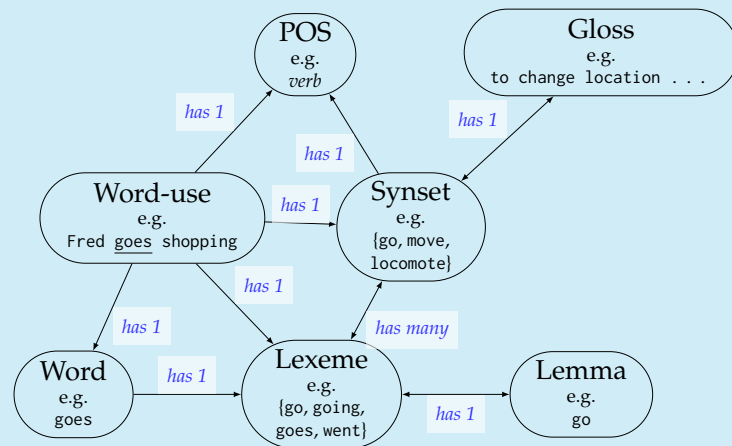 POS
e.g.
verb
Gloss
e.g.
to change location . . .
has 1
has 1
has 1
Word-use
e.g.
Fred goes shopping
has 1
Synset
e.g.
{go, move,
locomote}
has 1
has 1
has many
Word
e.g.
goes
has 1
Lexeme
e.g.
{go, going,
goes, went}
has 1
Lemma
e.g.
go